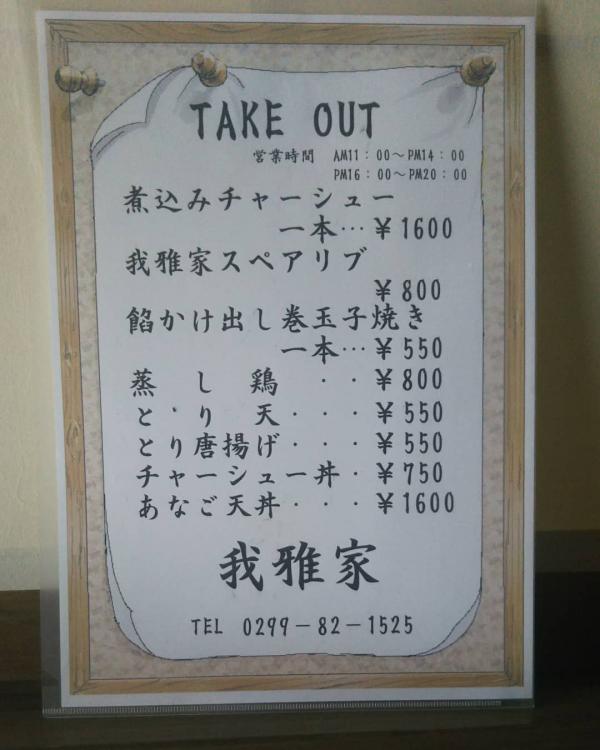 TAKE OUT
営業時間 AM11：00～PM14：00
PM16：00～PM20：00
煮込みチャーシュー
一本…￥1600
我雅家スペアリブ
￥800
餡かけ出し巻玉子焼き
一本…￥550
蒸し鶏・・￥800
とり天・・・￥550
とり唐揚げ・・・￥550
チャーシュー丼・￥750
あなご天丼・・・￥1600
我雅家
TEL 0299－82－1525